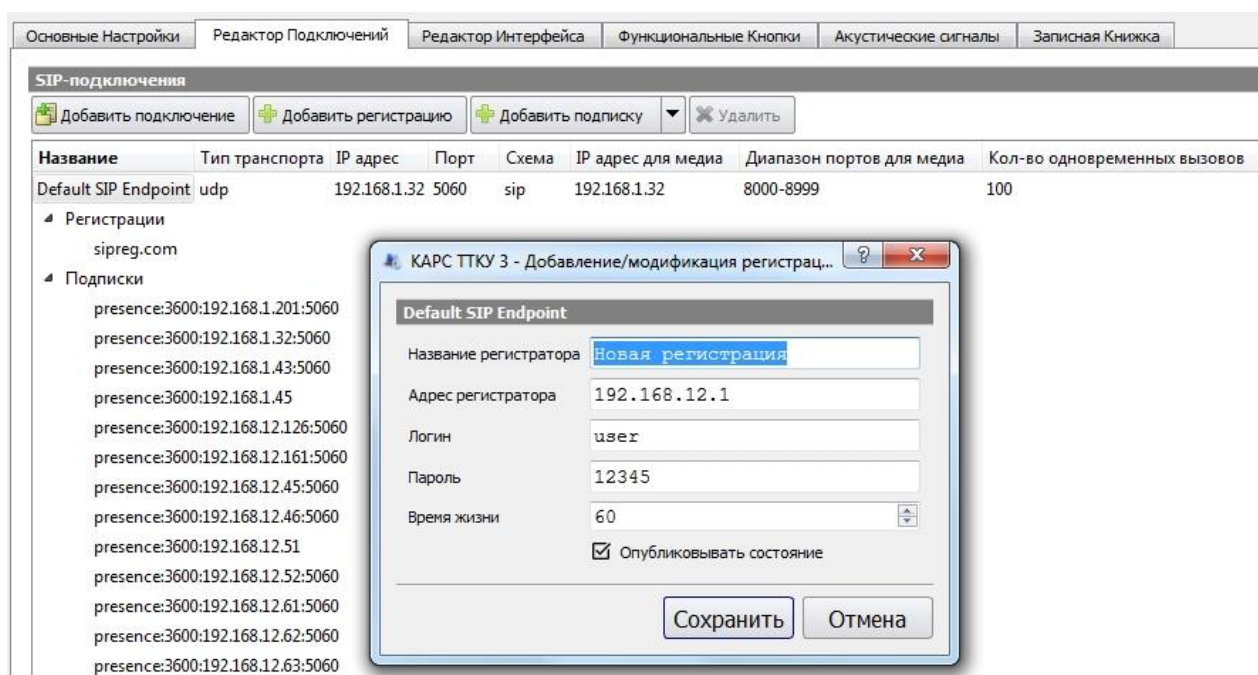 Основные Настройки Редактор Подключений Редактор Интерфейса Функциональные Кнопки Акустические сигналы Записная Книжка
SIP-подключения
Добавить подключение Добавить регистрацию Добавить подписку Удалить
Название Тип транспорта IP адрес Порт Схема IP адрес для медиа Диапазон портов для медиа Кол-во одновременных вызовов
Default SIP Endpoint udp 192.168.1.32 5060 sip 192.168.1.32 8000-8999 100
Регистрации
sipreg.com
Подписки
presence:3600:192.168.1.201:5060
presence:3600:192.168.1.32:5060
presence:3600:192.168.1.43:5060
presence:3600:192.168.1.45
presence:3600:192.168.12.126:5060
presence:3600:192.168.12.161:5060
presence:3600:192.168.12.45:5060
presence:3600:192.168.12.46:5060
presence:3600:192.168.12.51
presence:3600:192.168.12.52:5060
presence:3600:192.168.12.61:5060
presence:3600:192.168.12.62:5060
presence:3600:192.168.12.63:5060
КАРС ТТКУ 3 - Добавление/модификация регистрац...
Default SIP Endpoint
Название регистратора Новая регистрация
Адрес регистратора 192.168.12.1
Логин user
Пароль 12345
Время жизни 60
Опубликовывать состояние
Сохранить Отмена